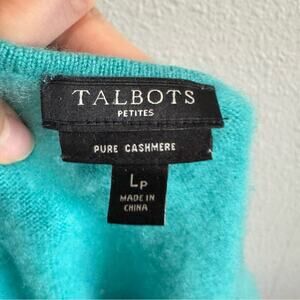 TALBOTS
PETITES
PURE CASHMERE
LP
MADE IN
CHINA